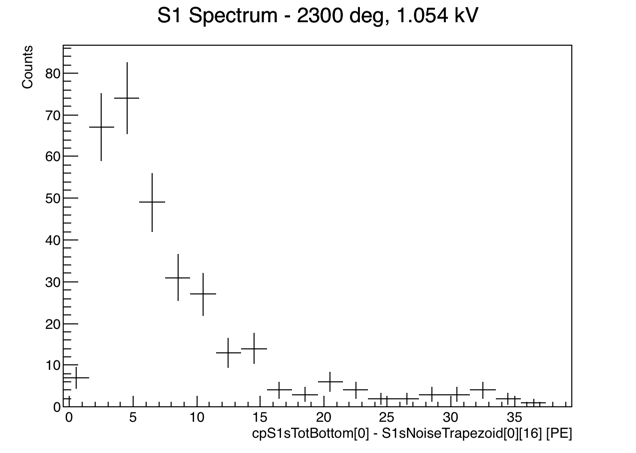 S1 Spectrum - 2300 deg, 1.054 kV
Counts
80
70
60
50
40
30
20
10
0
0 5 10 15 20 25 30 35
cpS1sTotBottom[0] - S1sNoiseTrapezoid[0][16] [PE]